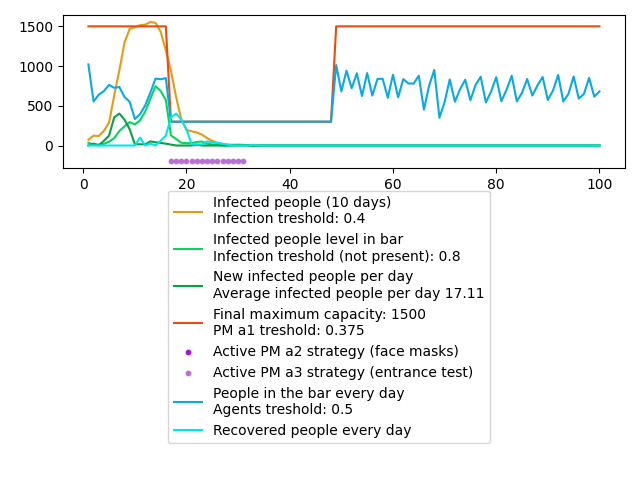 1500
1000
500
0
0 20 40 60 80 100
Infected people (10 days)
Infection treshold: 0.4
Infected people level in bar
Infection treshold (not present): 0.8
New infected people per day
Average infected people per day 17.11
Final maximum capacity: 1500
PM a1 treshold: 0.375
Active PM a2 strategy (face masks)
Active PM a3 strategy (entrance test)
People in the bar every day
Agents treshold: 0.5
Recovered people every day